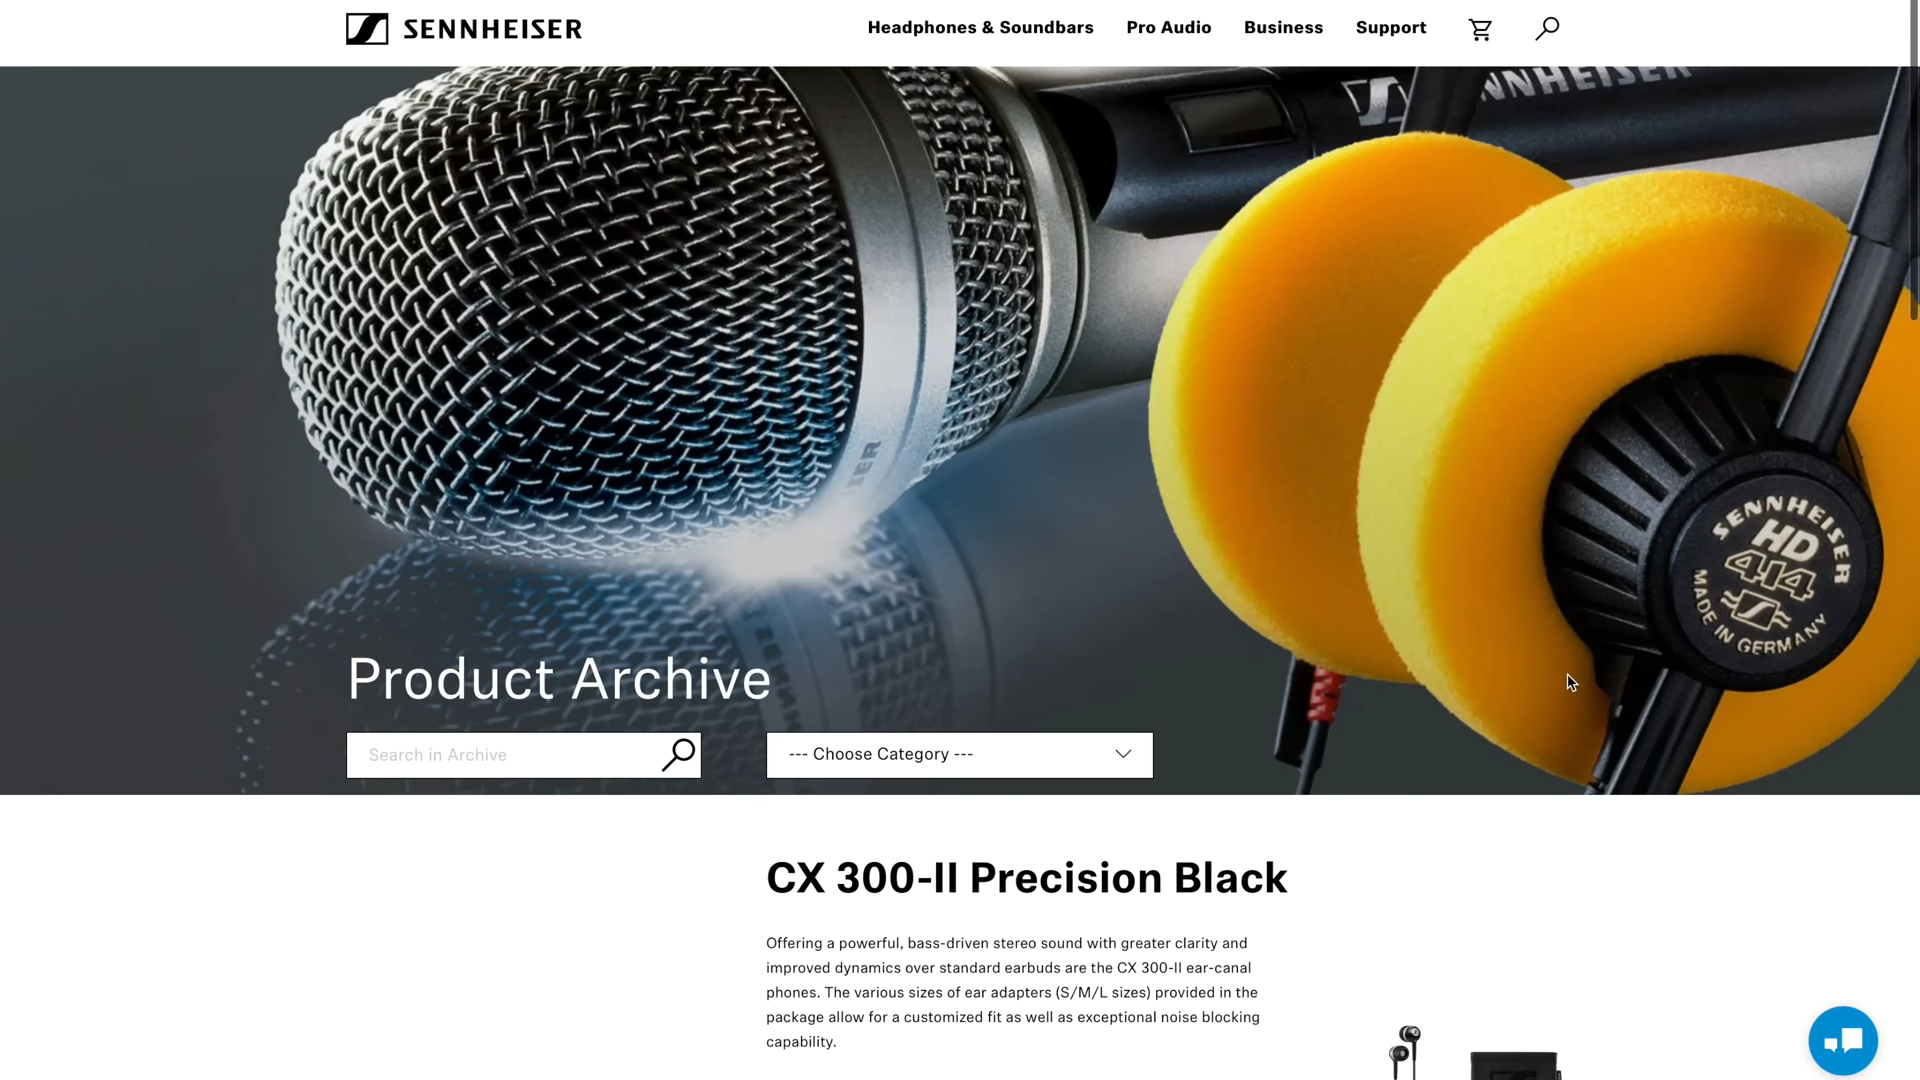 SENNHEISER
Headphones & Soundbars
Pro Audio
Business
Support
NNHEISER
SENNHEISER
HD
414
MADE IN GERMANY
Product Archive
Search in Archive
--- Choose Category ---
CX 300-II Precision Black
Offering a powerful, bass-driven stereo sound with greater clarity and
improved dynamics over standard earbuds are the CX 300-II ear-canal
phones. The various sizes of ear adapters (S/M/L sizes) provided in the
package allow for a customized fit as well as exceptional noise blocking
capability.